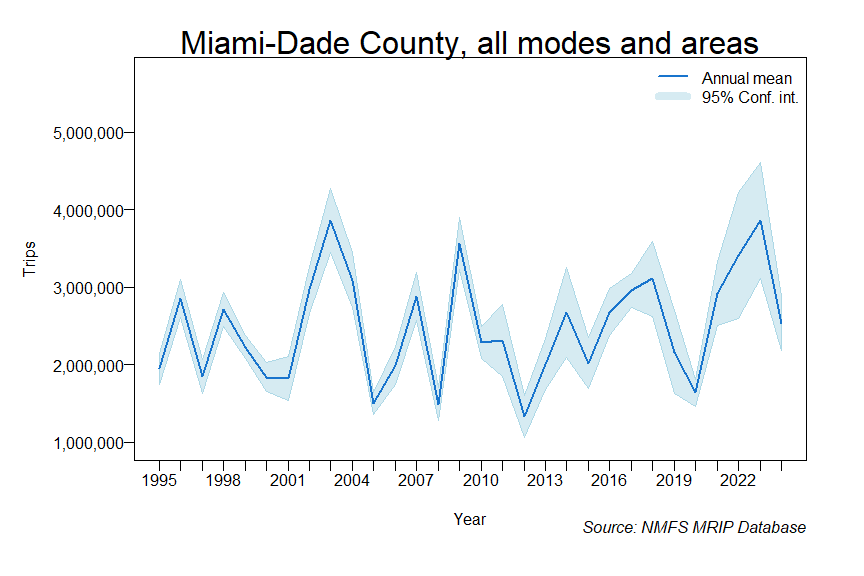 Miami-Dade County, all modes and areas
Annual mean
95% Conf. int.
5,000,000
4,000,000
3,000,000
2,000,000
1,000,000
Trips
1995 1998 2001 2004 2007 2010 2013 2016 2019 2022
Year
Source: NMFS MRIP Database